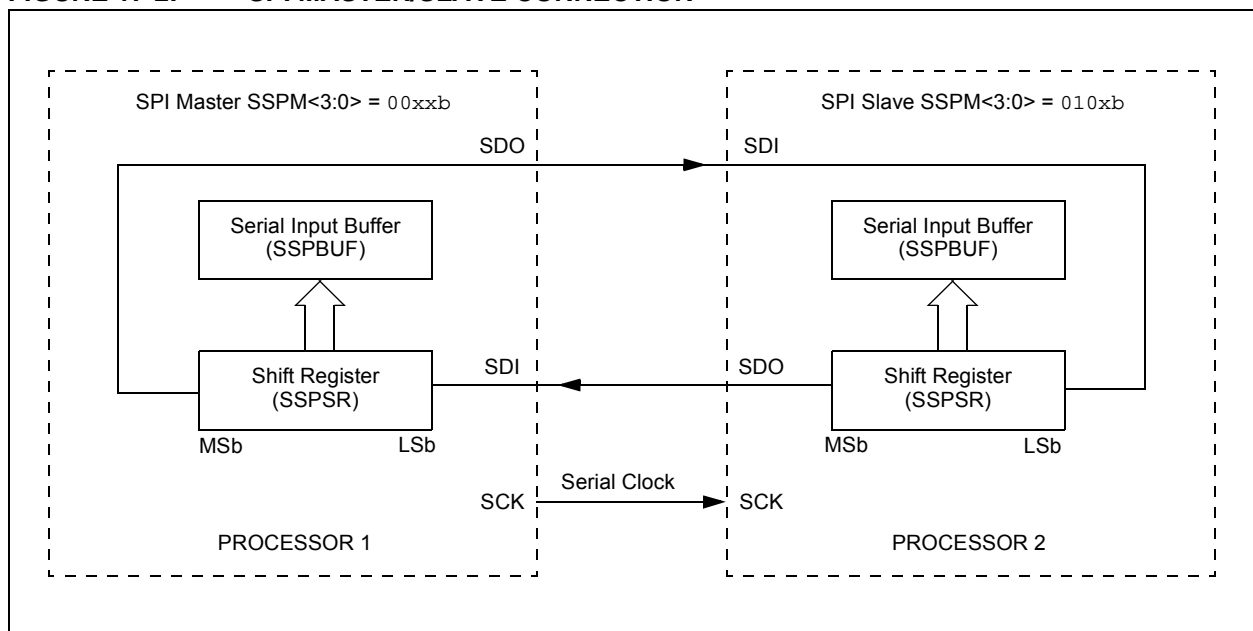 SPI Master SSPM<3:0> = 00xxb
SDO
Serial Input Buffer
(SSPBUF)
Shift Register
(SSPSR)
MSb
LSb
SDI
SCK
PROCESSOR 1
Serial Clock
SPI Slave SSPM<3:0> = 010xb
SDI
Serial Input Buffer
(SSPBUF)
SDO
Shift Register
(SSPSR)
MSb
LSb
SCK
PROCESSOR 2